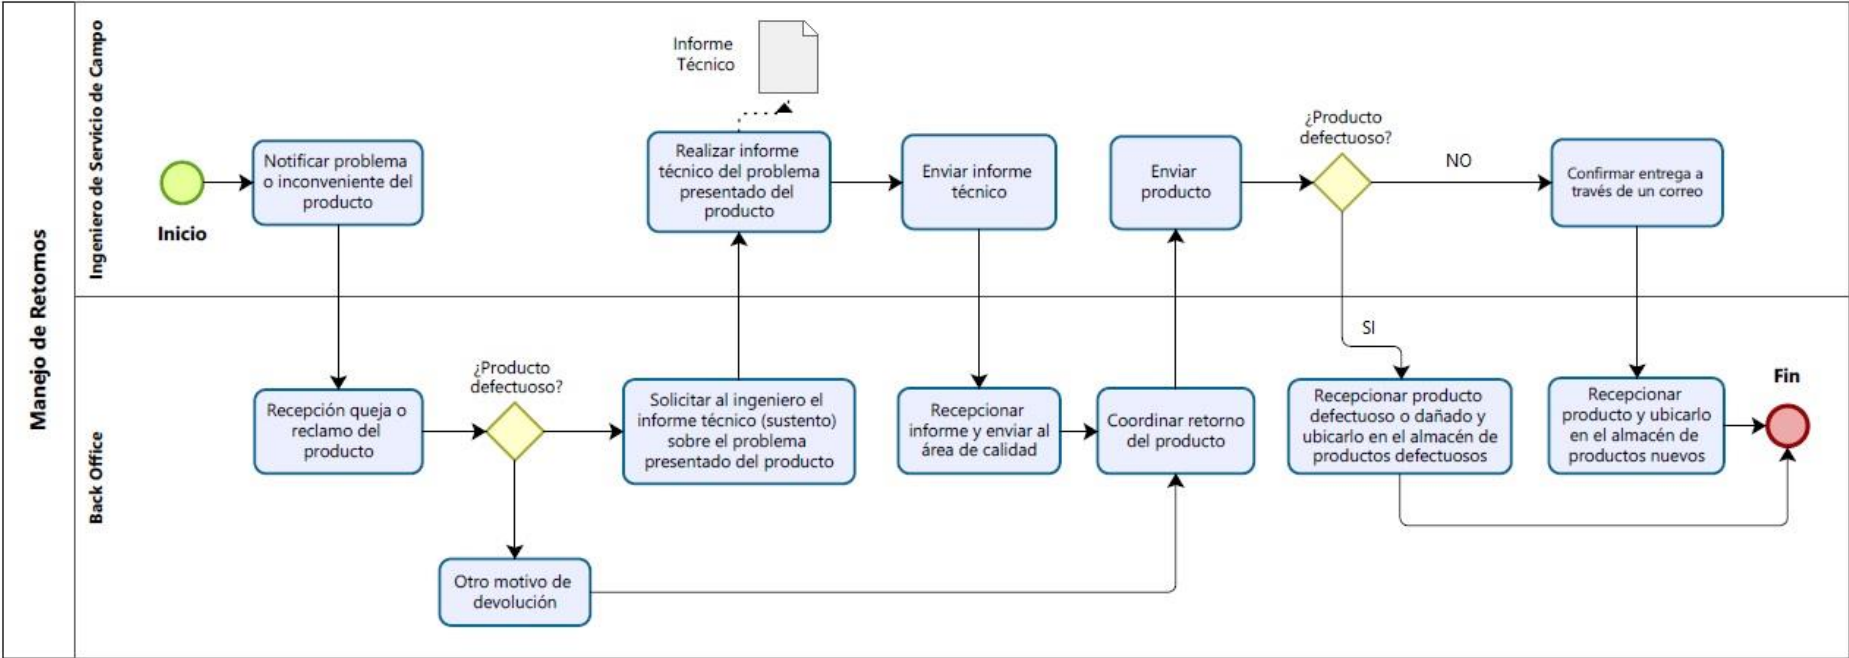 Manejo de Retornos
Ingeniero de Servicio de Campo
Informe
Técnico
Notificar problema
o inconveniente del
producto
Inicio
Realizar informe
técnico del problema
presentado del
producto
Enviar informe
técnico
Enviar
producto
¿Producto
defectuoso?
NO
Confirmar entrega a
través de un correo
Back Office
Recepción queja o
reclamo del
producto
¿Producto
defectuoso?
Solicitar al ingeniero el
informe técnico (sustento)
sobre el problema
presentado del producto
Otro motivo de
devolución
Recepcionar
informe y enviar al
área de calidad
Coordinar retorno
del producto
SI
Recepcionar producto
defectuoso o dañado y
ubicarlo en el almacén de
productos defectuosos
Recepcionar
producto y ubicarlo
en el almacén de
productos nuevos
Fin